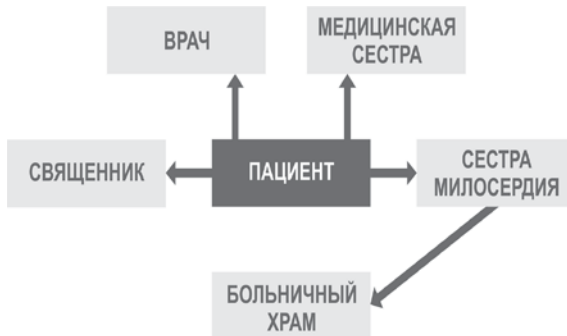 ВРАЧ
МЕДИЦИНСКАЯ
СЕСТРА
СВЯЩЕННИК
ПАЦИЕНТ
СЕСТРА
МИЛОСЕРДИЯ
БОЛЬНИЧНЫЙ
ХРАМ